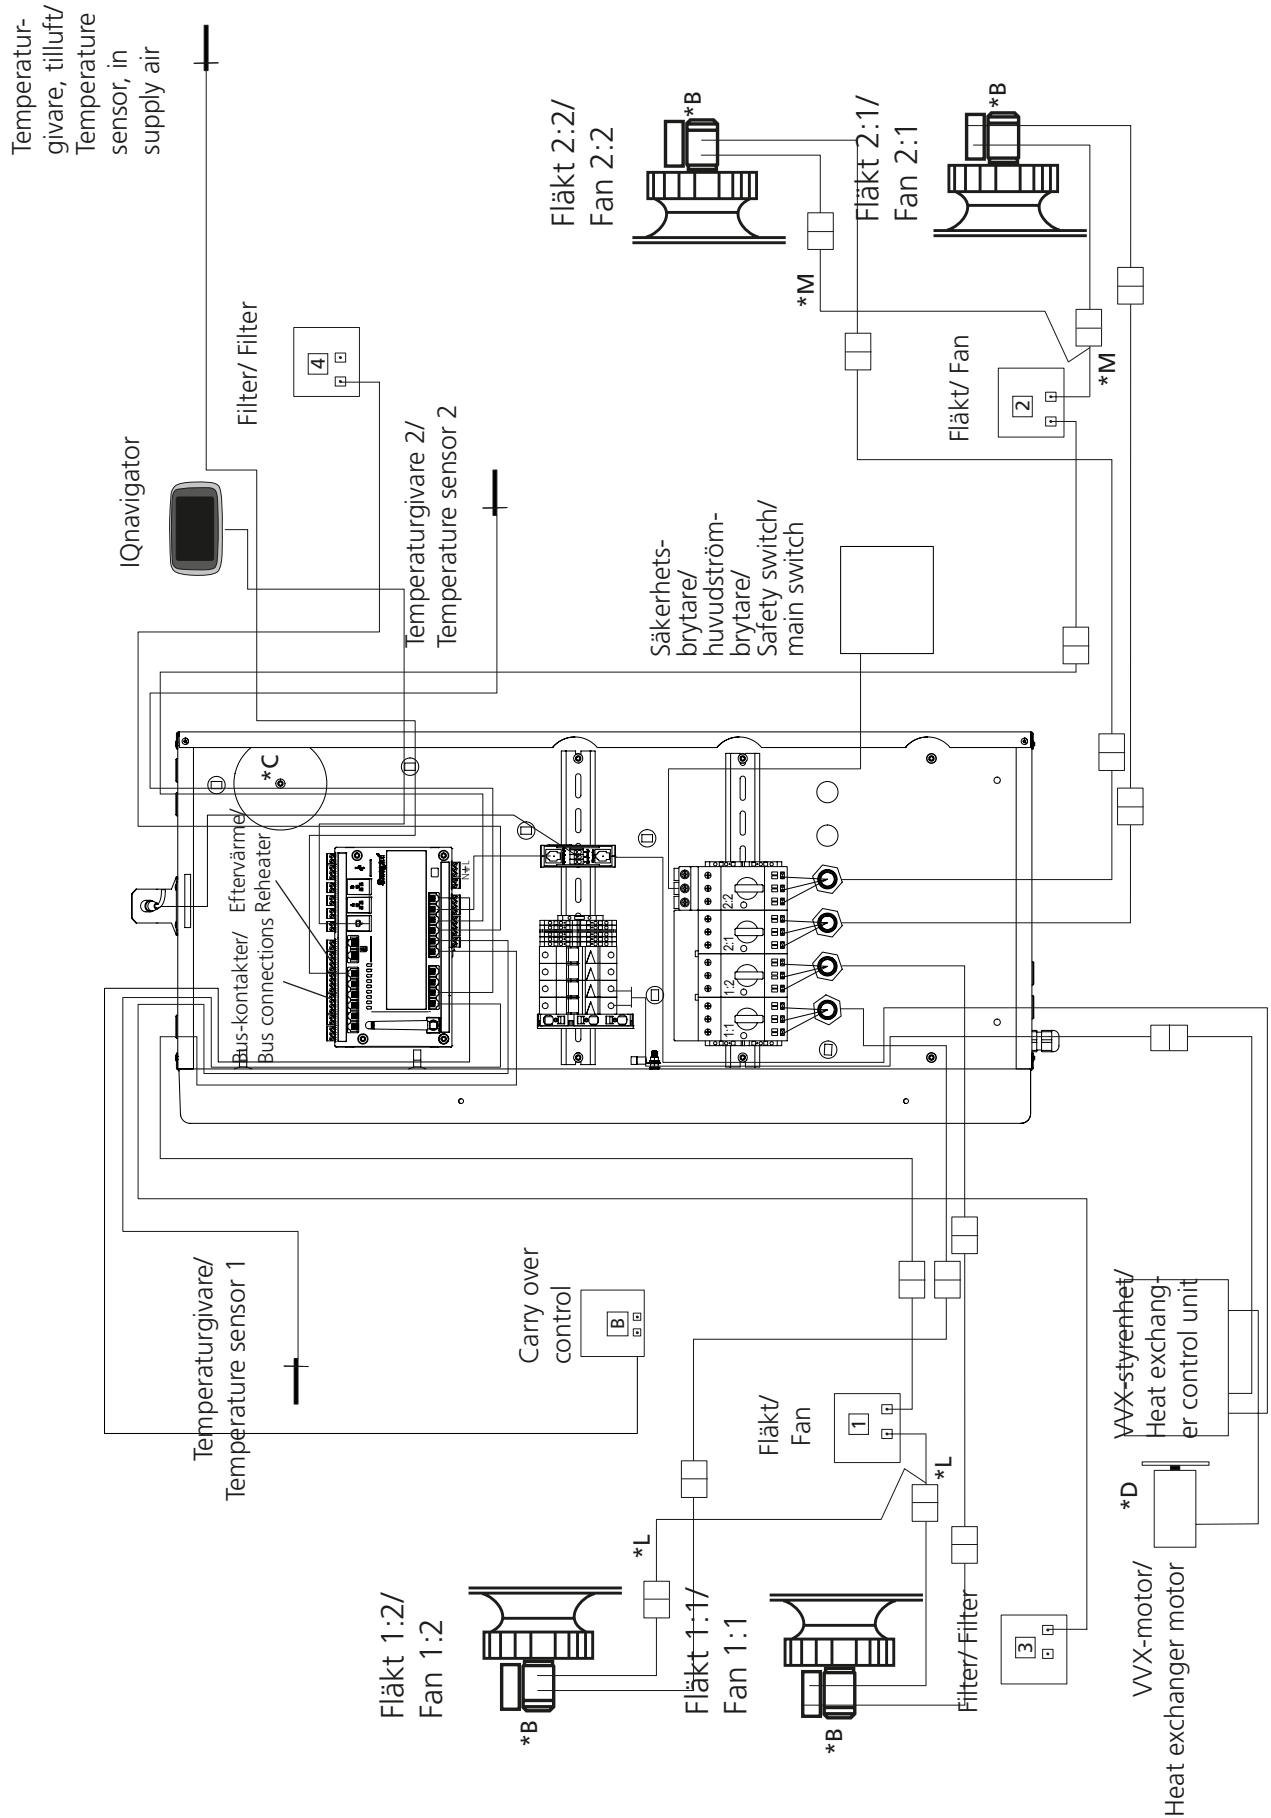 Temperatur-
givare, tilluft/
Temperature
sensor, in
supply air
Fläkt 2:2/
Fan 2:2
*B
Fläkt 2:1/
Fan 2:1
*B
*M
*M
Filter/ Filter
4
IQnavigator
Fläkt/ Fan
2
Temperaturgivare 2/
Temperature sensor 2
Säkerhets-
brytare/
huvudström-
brytare/
Safety switch/
main switch
*C
Eftervärme/
Reheater
Bus-kontakter/
Bus connections
Swegon
N L
2:2
2:1
1:2
1:1
Temperaturgivare/
Temperature sensor 1
Carry over
control
B
Fläkt/
Fan
1
*L
*L
VVX-styrenhet/
Heat exchang-
er control unit
*D
VVX-motor/
Heat exchanger motor
Fläkt 1:2/
Fan 1:2
*B
Fläkt 1:1/
Fan 1:1
*B
Filter/ Filter
3